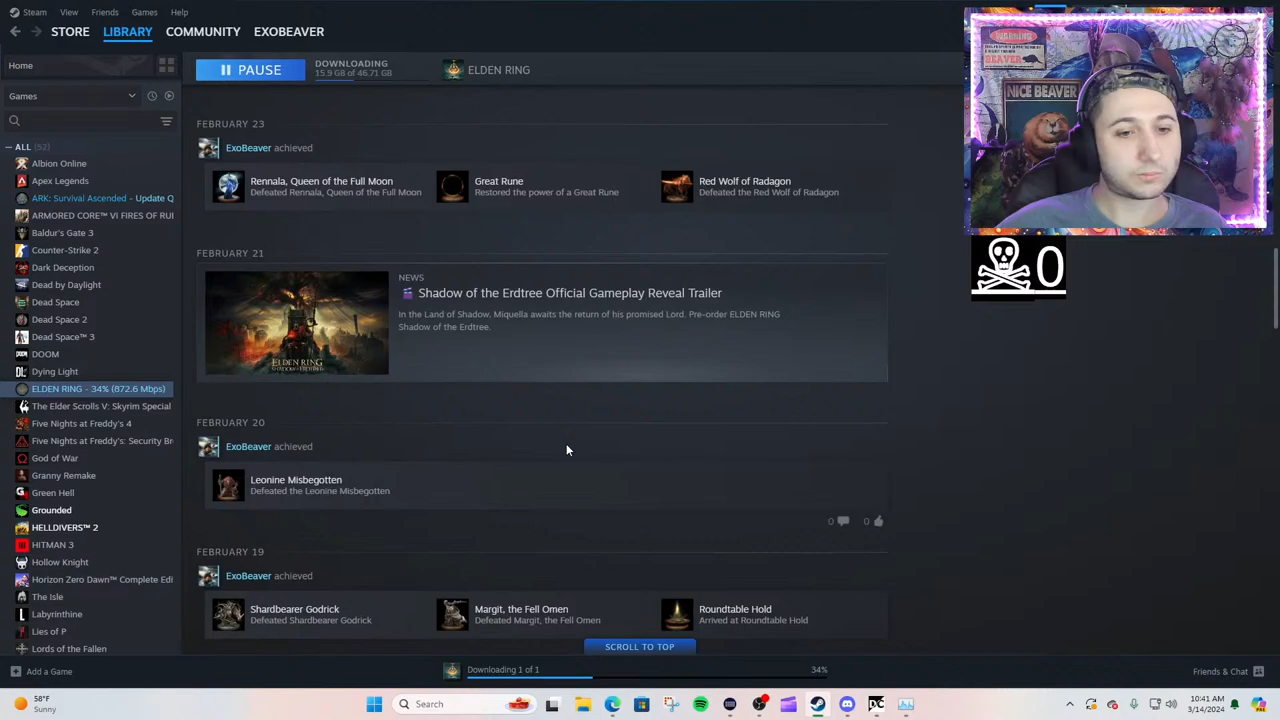 Steam View Friends Games Help
STORE LIBRARY COMMUNITY EXOBEAVER
Home
PAUSE
DOWNLOADING
ELDEN RING
Games
ALL (52)
Albion Online
Apex Legends
ARK: Survival Ascended - Update Q
ARMORED CORE™ VI FIRES OF RUI
Baldur's Gate 3
Counter-Strike 2
Dark Deception
Dead by Daylight
Dead Space
Dead Space 2
Dead Space™ 3
DOOM
Dying Light
ELDEN RING - 34% (872.6 Mbps)
The Elder Scrolls V: Skyrim Special
Five Nights at Freddy's 4
Five Nights at Freddy's: Security Br
God of War
Granny Remake
Green Hell
Grounded
HELLDIVERS™ 2
HITMAN 3
Hollow Knight
Horizon Zero Dawn™ Complete Edi
The Isle
Labyrinthine
Lies of P
Lords of the Fallen
FEBRUARY 23
ExoBeaver achieved
Rennala, Queen of the Full Moon
Defeated Rennala, Queen of the Full Moon
Great Rune
Restored the power of a Great Rune
Red Wolf of Radagon
Defeated the Red Wolf of Radagon
FEBRUARY 21
ELDEN RING
NEWS
Shadow of the Erdtree Official Gameplay Reveal Trailer
In the Land of Shadow, Miquella awaits the return of his promised Lord. Pre-order ELDEN RING
Shadow of the Erdtree.
FEBRUARY 20
ExoBeaver achieved
Leonine Misbegotten
Defeated the Leonine Misbegotten
0 0
FEBRUARY 19
ExoBeaver achieved
Shardbearer Godrick
Defeated Shardbearer Godrick
Margit, the Fell Omen
Defeated Margit, the Fell Omen
Roundtable Hold
Arrived at Roundtable Hold
SCROLL TO TOP
WARNING
BEAVER
NICE BEAVER
0
Add a Game
Downloading 1 of 1
34%
Friends & Chat
58°F
Sunny
Search
10:41 AM
3/14/2024